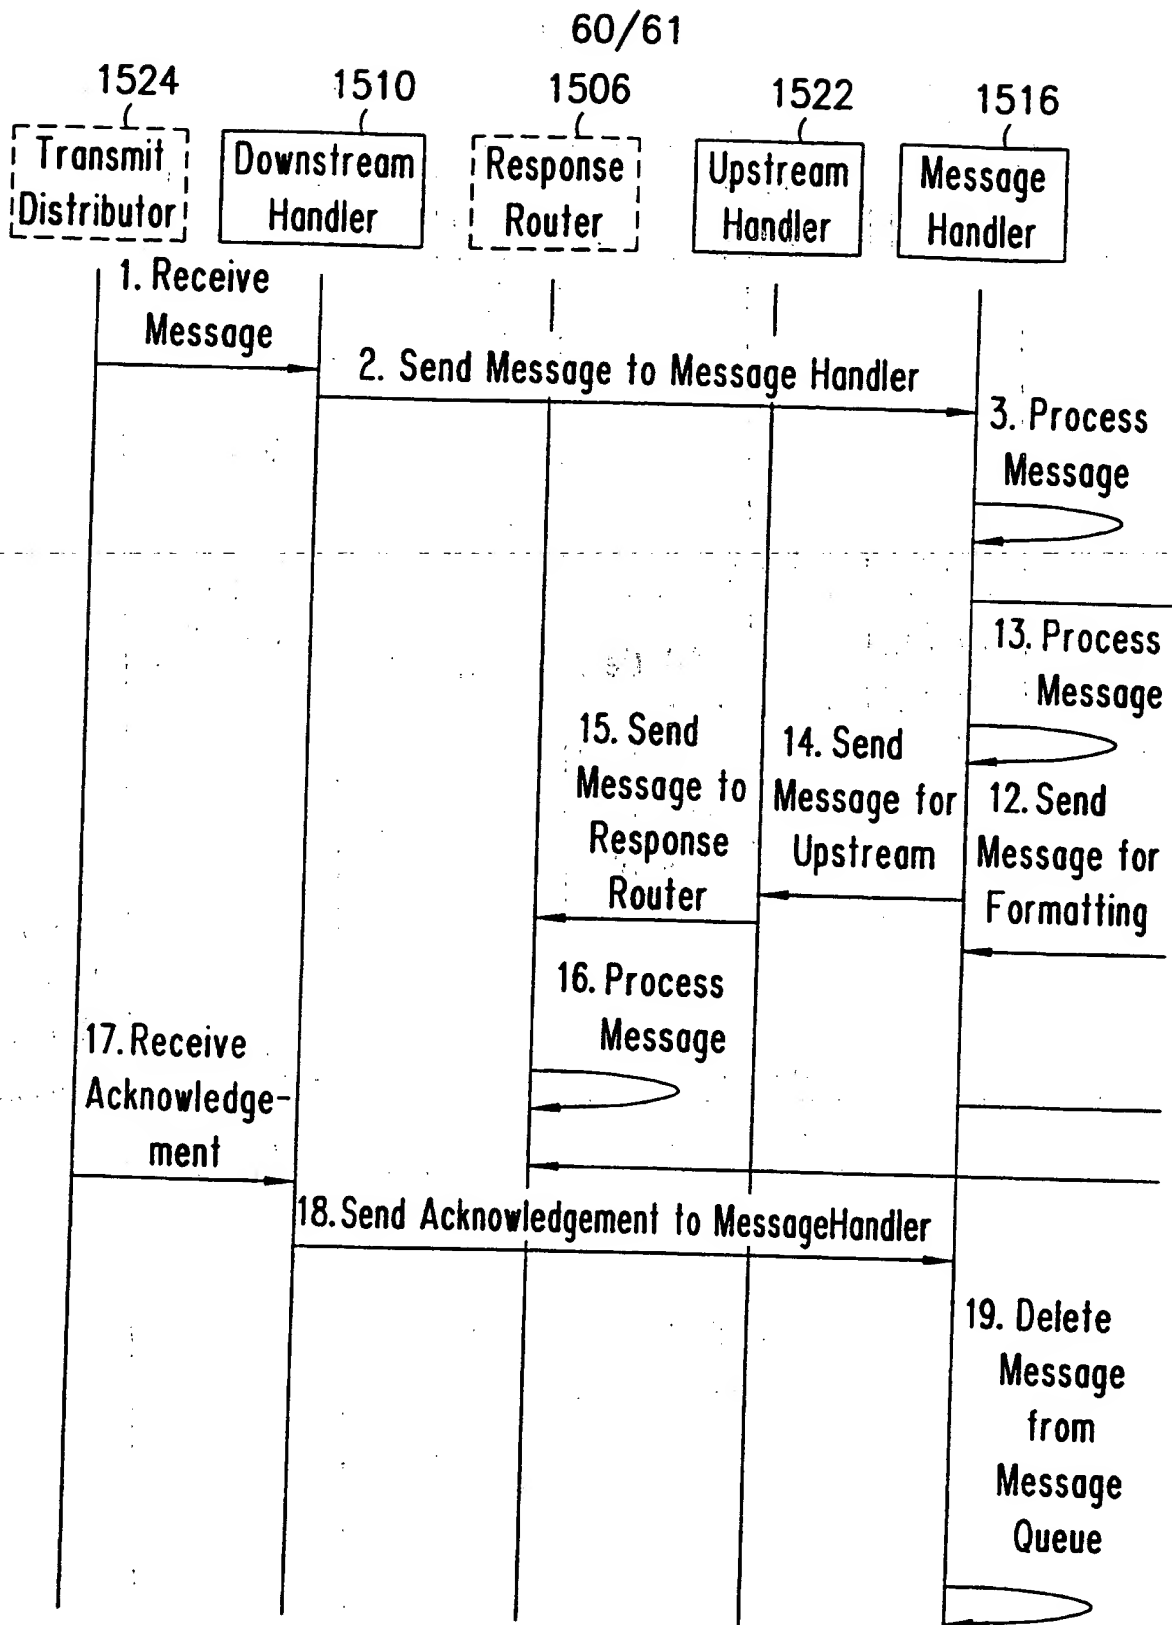 60/61
1524
1510
1506
1522
1516
Transmit
Distributor
Downstream
Handler
Response
Router
Upstream
Handler
Message
Handler
1. Receive
Message
2. Send Message to Message Handler
3. Process
Message
13. Process
Message
15. Send
Message to
Response
Router
14. Send
Message for
Upstream
12. Send
Message for
Formatting
16. Process
Message
17. Receive
Acknowledge-
ment
18. Send Acknowledgement to MessageHandler
19. Delete
Message
from
Message
Queue